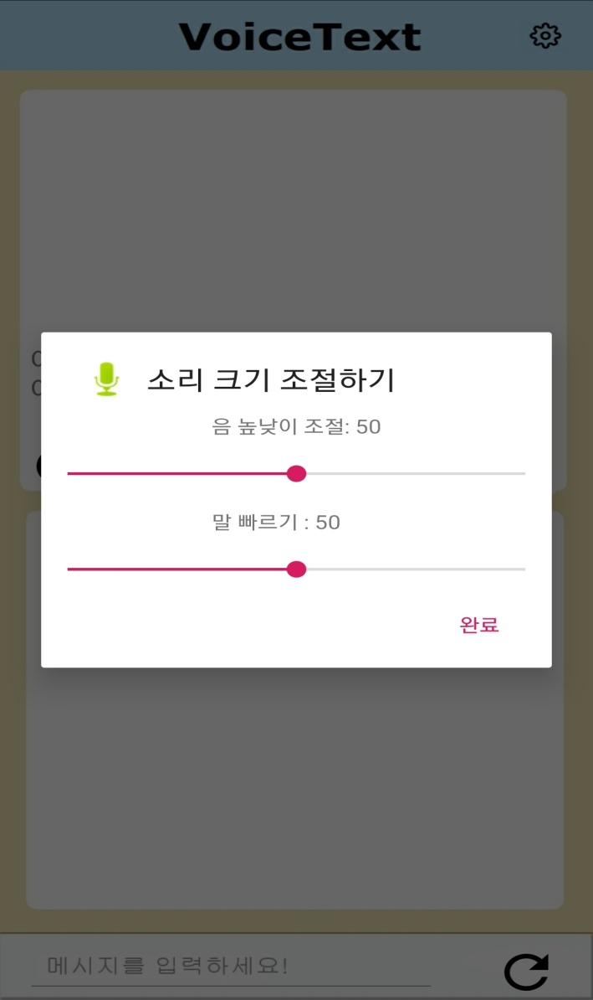 VoiceText
소리 크기 조절하기
음 높낮이 조절: 50
말 빠르기 : 50
완료
메시지를 입력하세요!